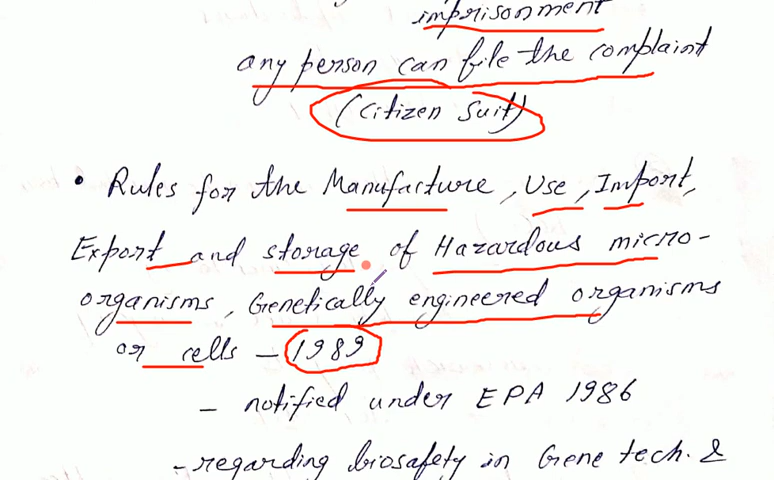 imprisonment
any person can file the complaint
(Citizen Suit)
• Rules for the Manufacture, Use, Import,
Export and storage of Hazardous micro-
organisms, Genetically engineered organisms
or cells – 1989
– notified under EPA 1986
- regarding biosafety in Gene tech. &